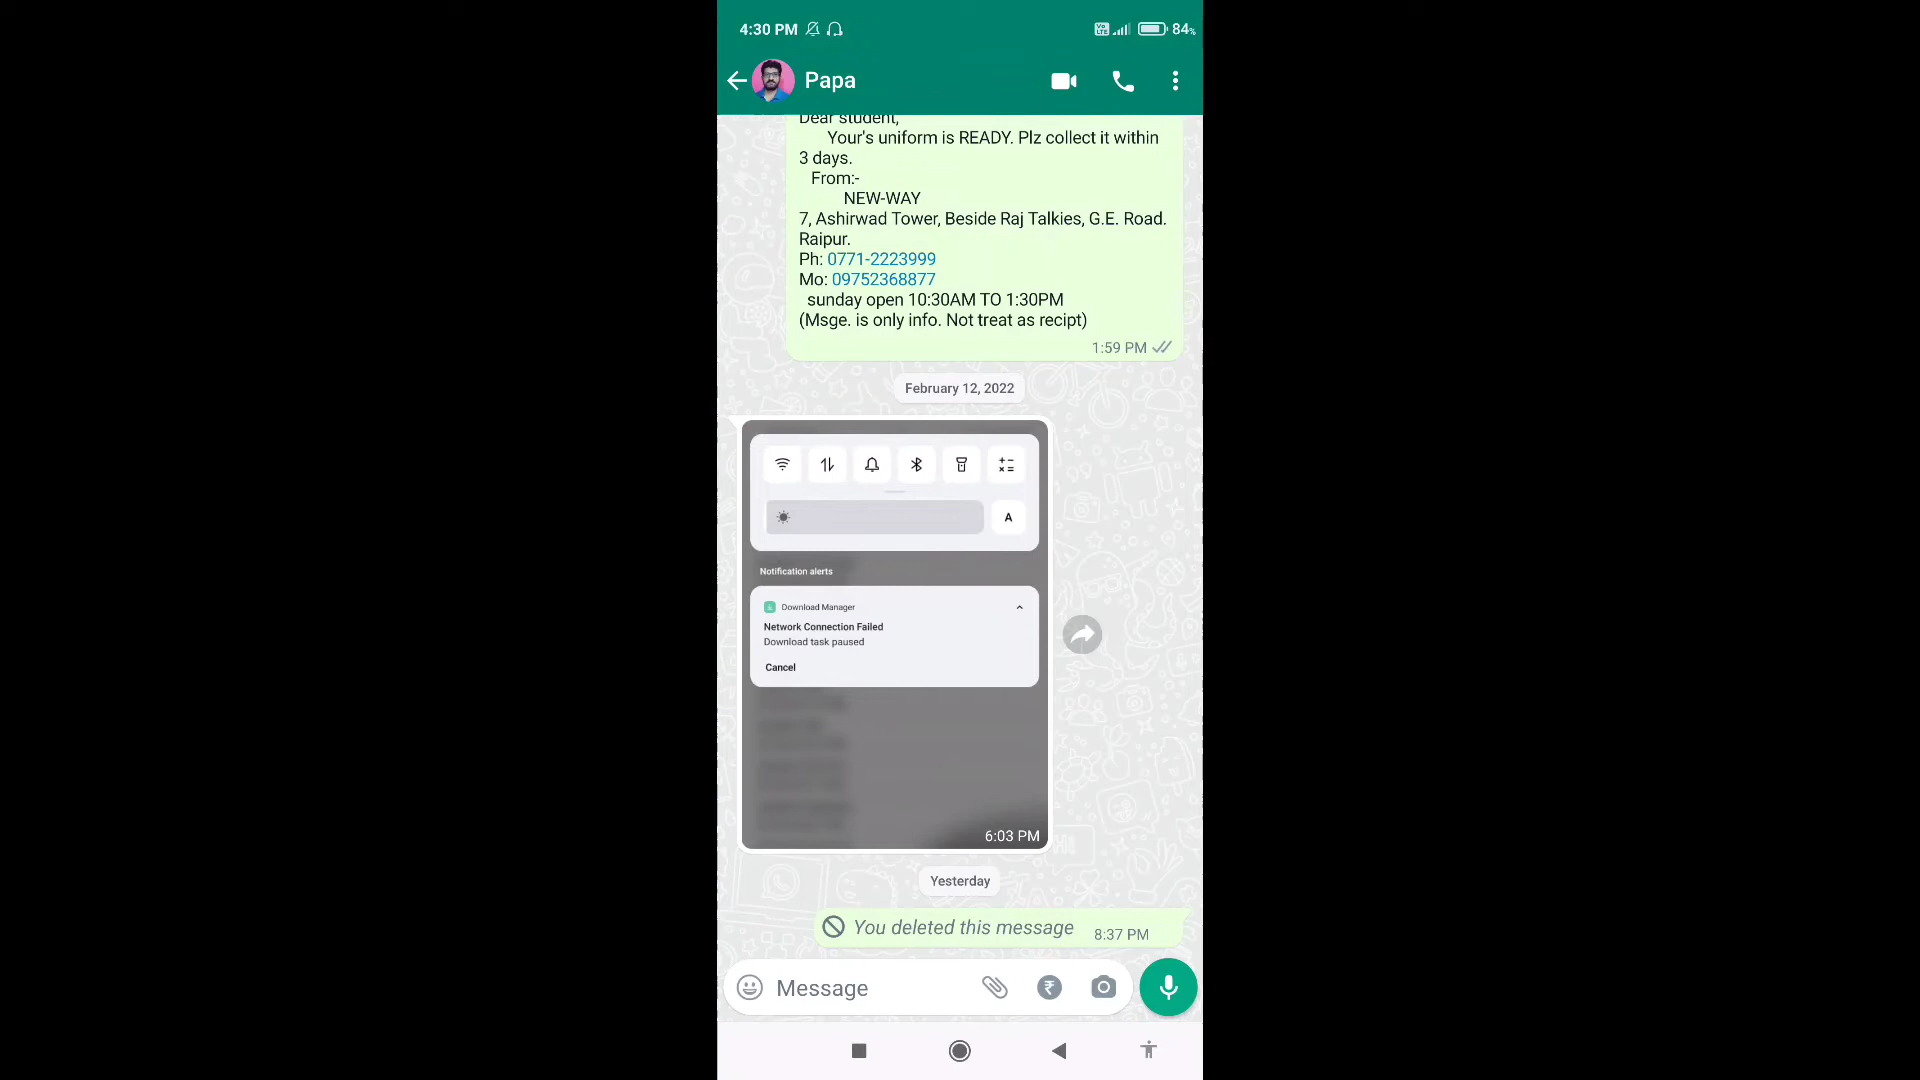 4:30 PM
Vo LTE
84%
Papa
Dear student,
Your's uniform is READY. Plz collect it within
3 days.
From:-
NEW-WAY
7, Ashirwad Tower, Beside Raj Talkies, G.E. Road.
Raipur.
Ph: 0771-2223999
Mo: 09752368877
sunday open 10:30AM TO 1:30PM
(Msge. is only info. Not treat as recipt)
1:59 PM
February 12, 2022
A
Notification alerts
Download Manager
Network Connection Failed
Download task paused
Cancel
6:03 PM
Yesterday
You deleted this message
8:37 PM
Message
₹